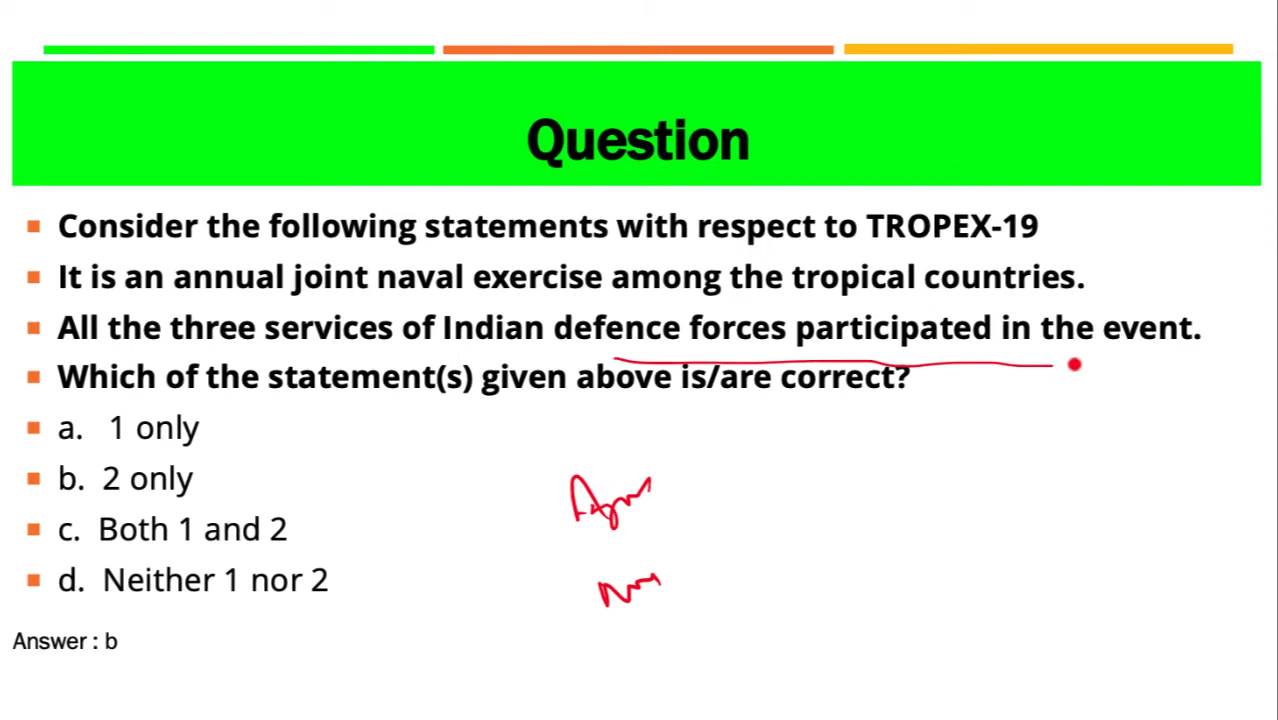 Question
Consider the following statements with respect to TROPEX-19
It is an annual joint naval exercise among the tropical countries.
All the three services of Indian defence forces participated in the event.
Which of the statement(s) given above is/are correct?
a. 1 only
b. 2 only
c. Both 1 and 2
d. Neither 1 nor 2
Answer : b